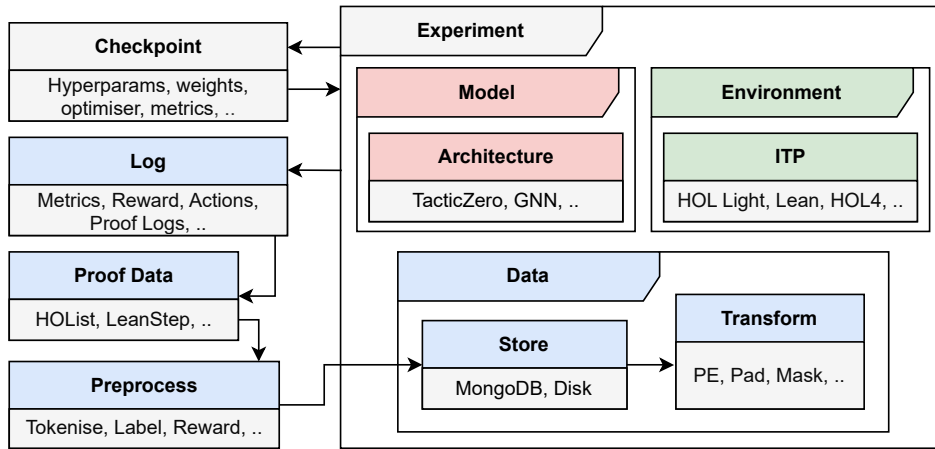 Checkpoint
Hyperparams, weights,
optimiser, metrics, ..
Log
Metrics, Reward, Actions,
Proof Logs, ..
Proof Data
HOList, LeanStep, ..
Preprocess
Tokenise, Label, Reward, ..
Experiment
Model
Architecture
TacticZero, GNN, ..
Environment
ITP
HOL Light, Lean, HOL4, ..
Data
Store
MongoDB, Disk
Transform
PE, Pad, Mask, ..